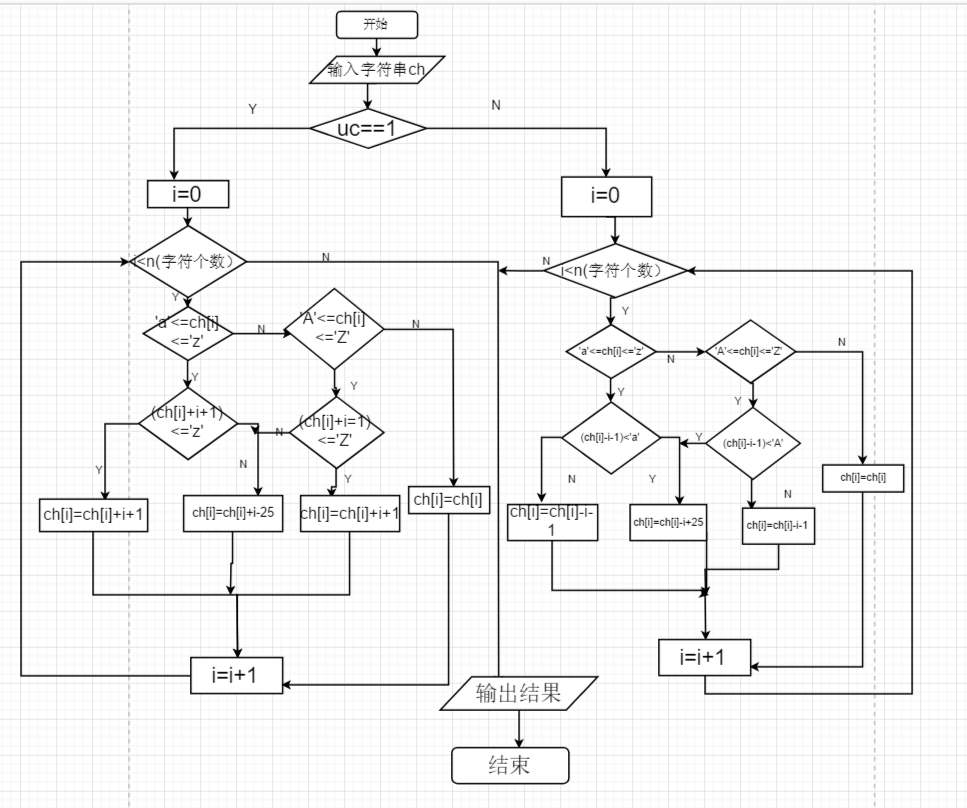 开始
输入字符串ch
Y
N
uc==1
i=0
i=0
i<n(字符个数)
N
N
i<n(字符个数)
Y
Y
'a'<=ch[i]
<='z'
N
'A'<=ch[i]
<='Z'
N
'a'<=ch[i]<='z'
N
'A'<=ch[i]<='Z'
N
Y
Y
Y
Y
(ch[i]+i+1)
<='z'
N
(ch[i]+i=1)
<='Z'
(ch[i]-i-1)<'a'
Y
(ch[i]-i-1)<'A'
Y
N
Y
N
Y
N
ch[i]=ch[i]+i+1
ch[i]=ch[i]+i-25
ch[i]=ch[i]+i+1
ch[i]=ch[i]
ch[i]=ch[i]-i-
1
ch[i]=ch[i]-i+25
ch[i]=ch[i]-i-1
ch[i]=ch[i]
i=i+1
i=i+1
输出结果
结束